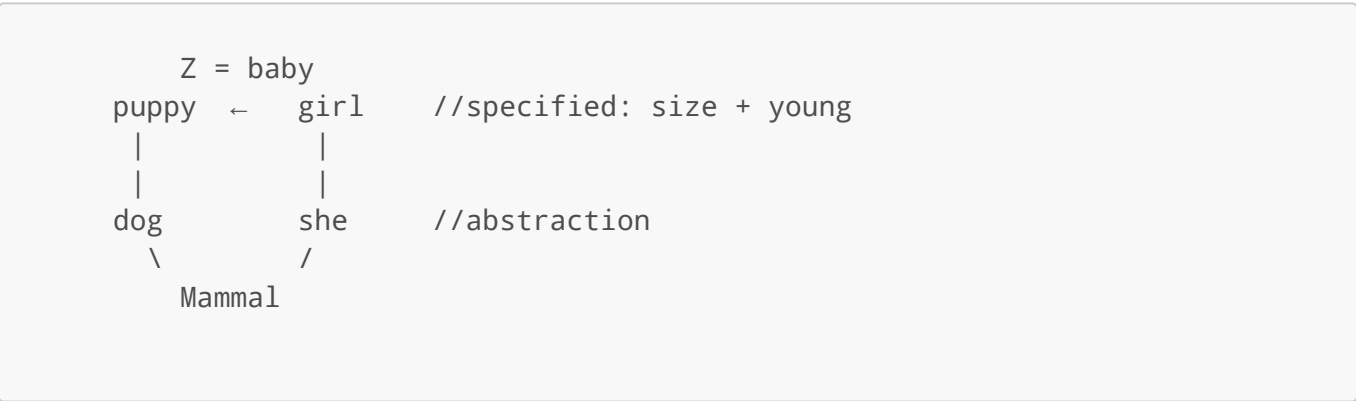 Z = baby
puppy ← girl //specified: size + young
| |
| |
dog she //abstraction
\ /
Mammal